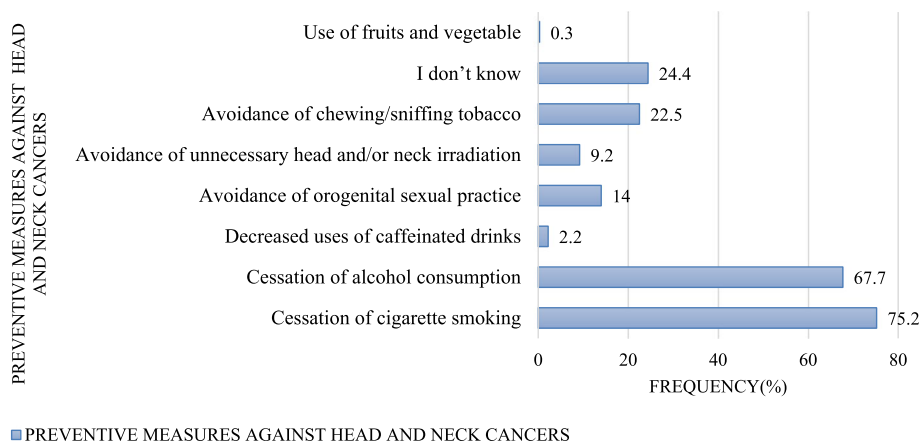 PREVENTIVE MEASURES AGAINST HEAD
AND NECK CANCERS
Use of fruits and vegetable 0.3
I don’t know 24.4
Avoidance of chewing/sniffing tobacco 22.5
Avoidance of unnecessary head and/or neck irradiation 9.2
Avoidance of orogenital sexual practice 14
Decreased uses of caffeinated drinks 2.2
Cessation of alcohol consumption 67.7
Cessation of cigarette smoking 75.2
0 20 40 60 80
FREQUENCY(%)
PREVENTIVE MEASURES AGAINST HEAD AND NECK CANCERS